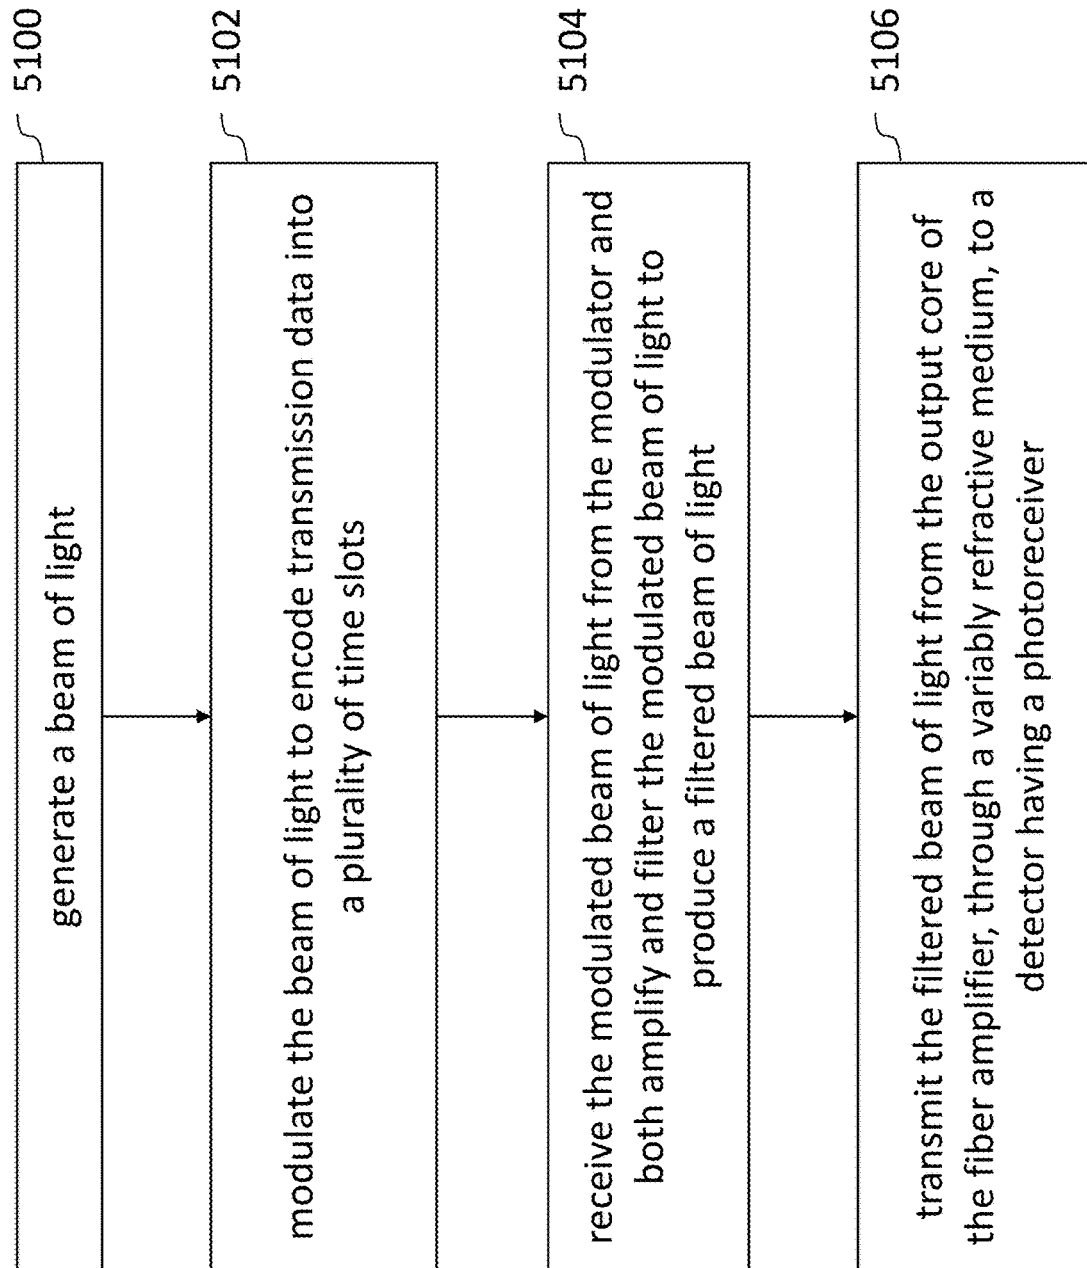 5100
generate a beam of light
5102
modulate the beam of light to encode transmission data into
a plurality of time slots
5104
receive the modulated beam of light from the modulator and
both amplify and filter the modulated beam of light to
produce a filtered beam of light
5106
transmit the filtered beam of light from the output core of
the fiber amplifier, through a variably refractive medium, to a
detector having a photoreceiver